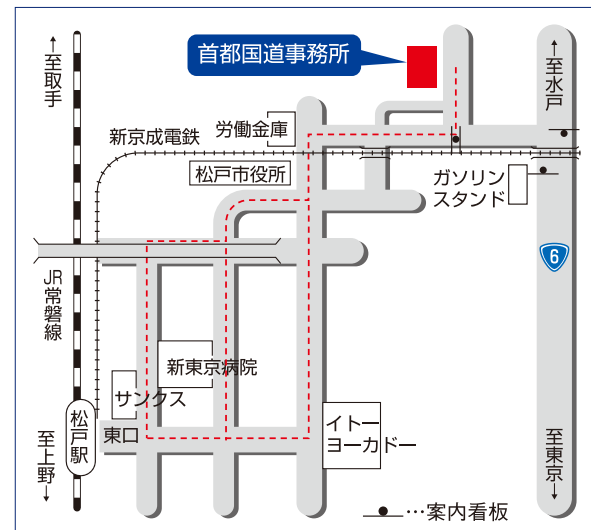 首都国道事務所
←至取手
←至水戸
労働金庫
新京成電鉄
松戸市役所
ガソリン
スタンド
6
JR常磐線
新東京病院
サンクス
松戸駅
東口
イトー
ヨーカドー
至上野→
至東京→
…案内看板